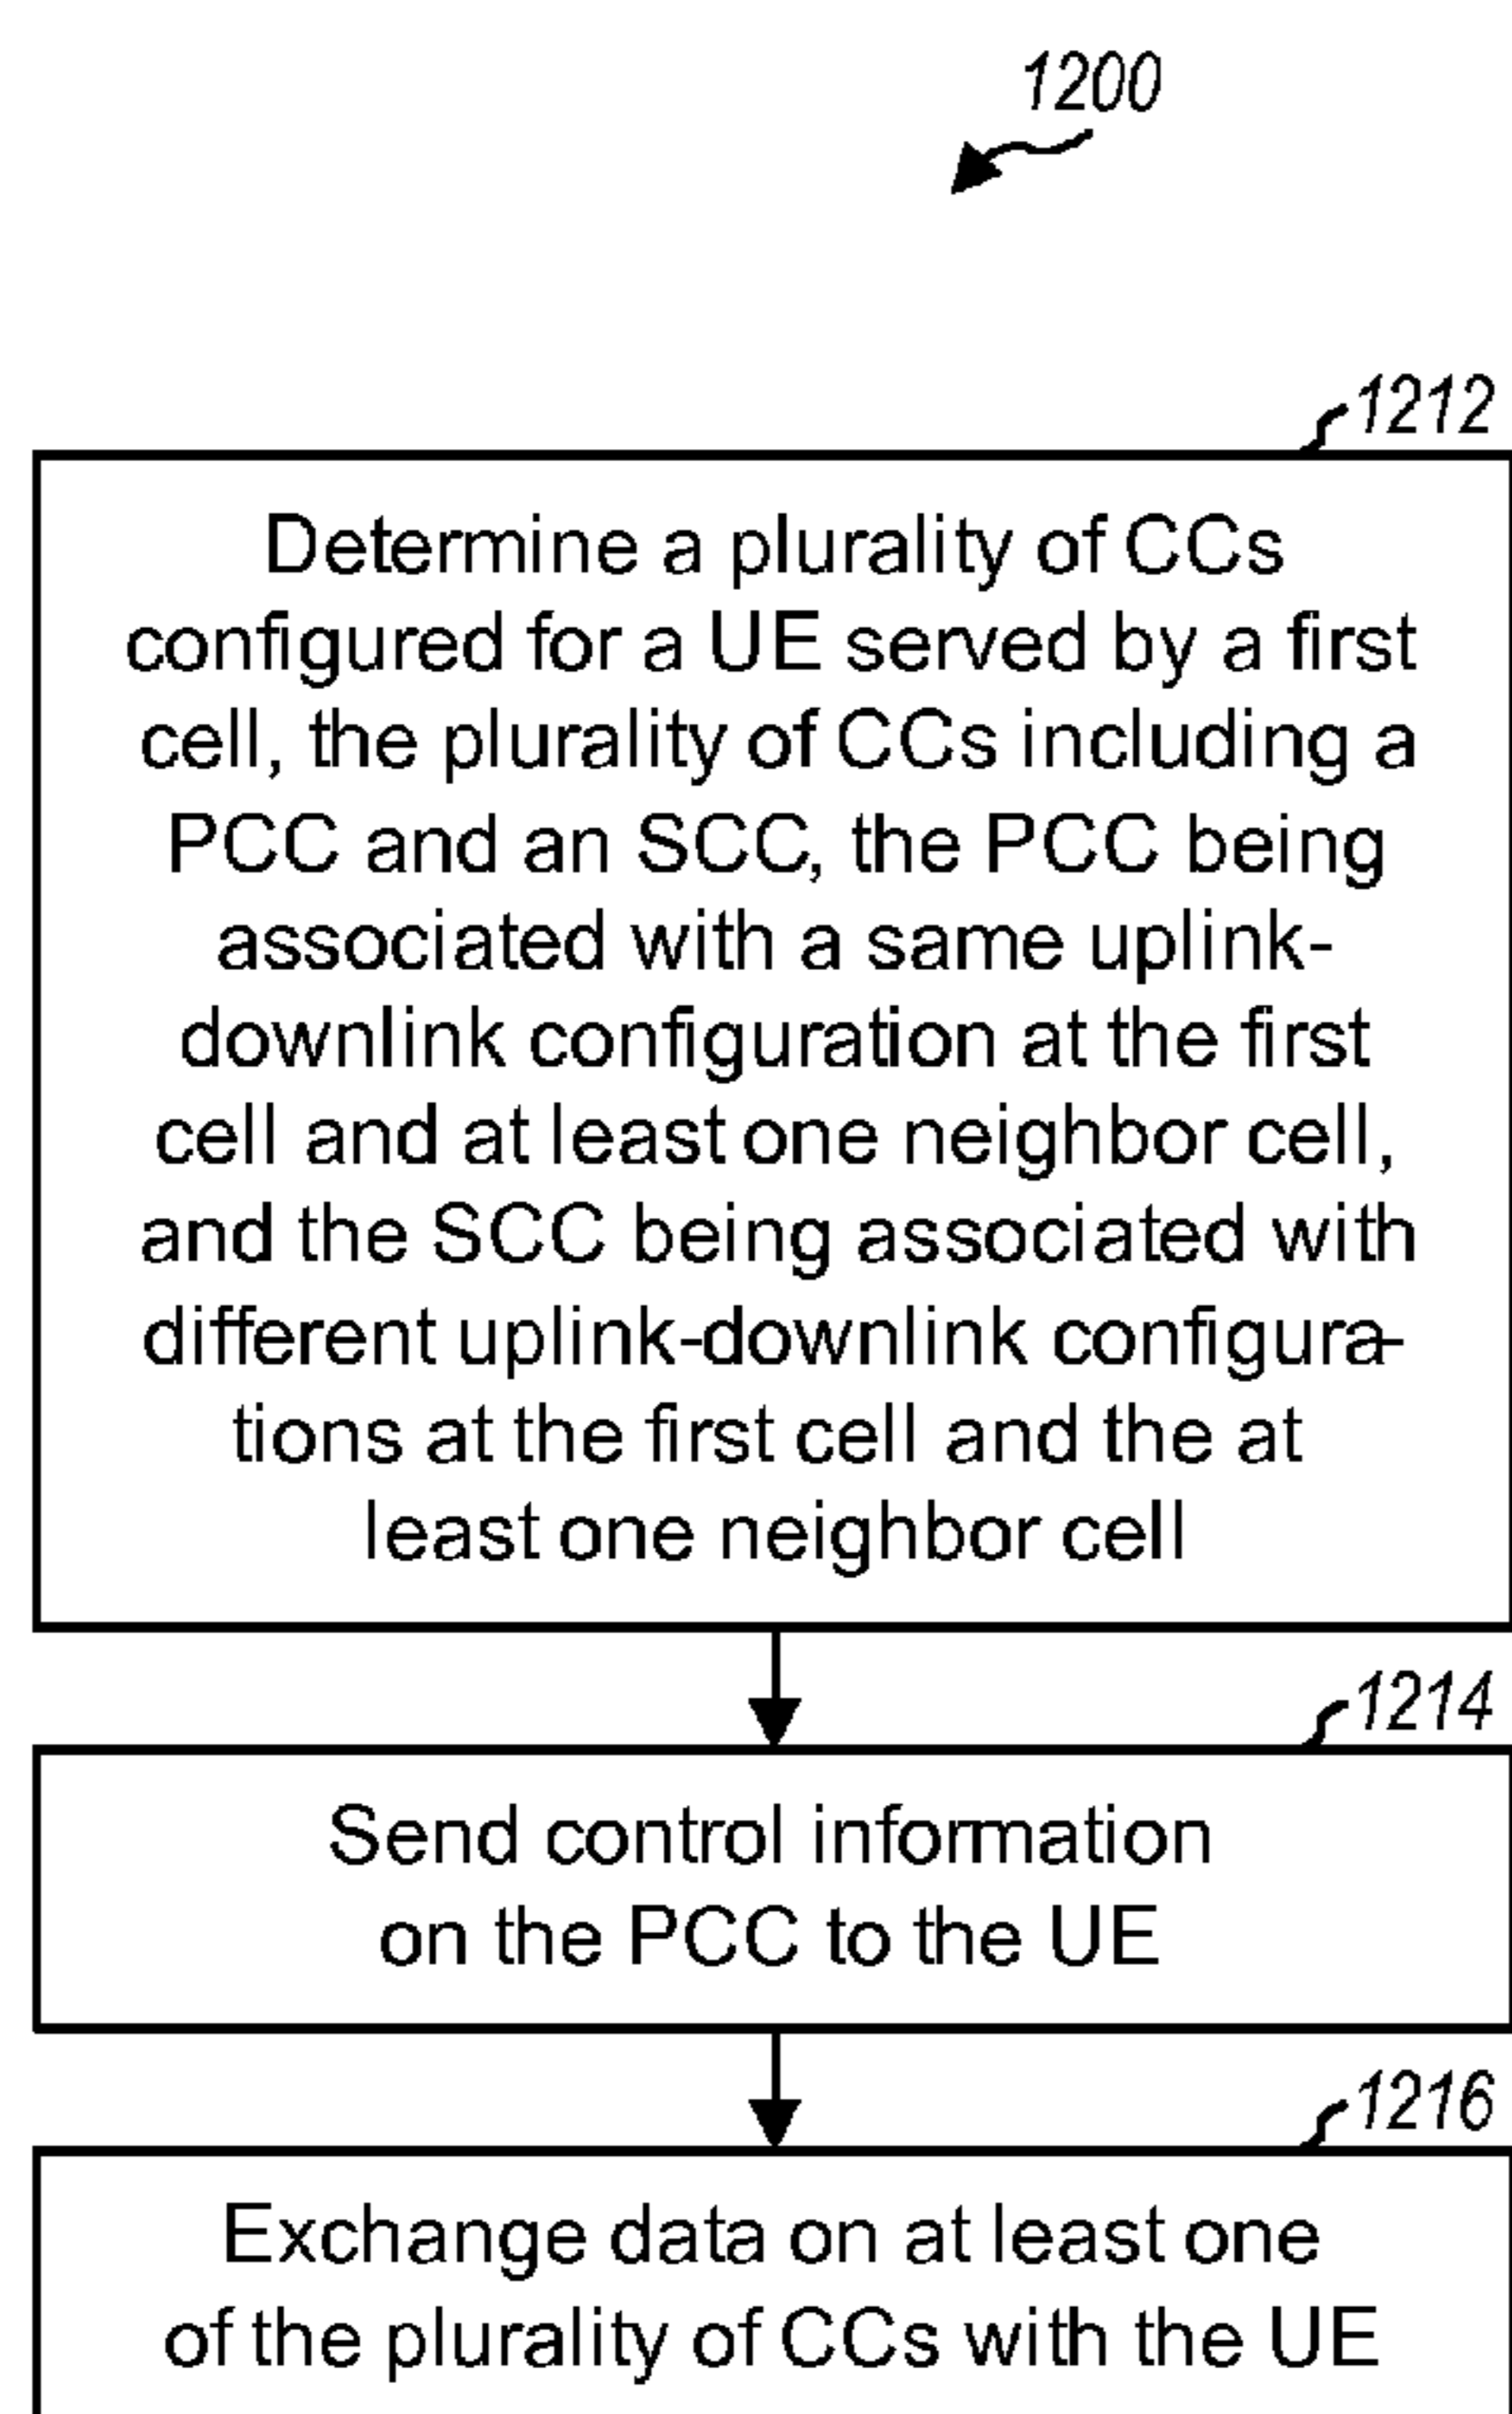 1200
1212
Determine a plurality of CCs
configured for a UE served by a first
cell, the plurality of CCs including a
PCC and an SCC, the PCC being
associated with a same uplink-
downlink configuration at the first
cell and at least one neighbor cell,
and the SCC being associated with
different uplink-downlink configura-
tions at the first cell and the at
least one neighbor cell
1214
Send control information
on the PCC to the UE
1216
Exchange data on at least one
of the plurality of CCs with the UE